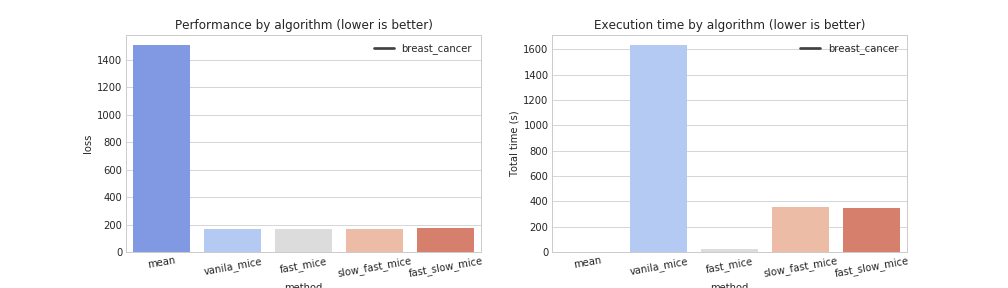 Performance by algorithm (lower is better)
breast_cancer
loss
1400
1200
1000
800
600
400
200
0
mean
vanila_mice
fast_mice
slow_fast_mice
fast_slow_mice
method
Execution time by algorithm (lower is better)
breast_cancer
Total time (s)
1600
1400
1200
1000
800
600
400
200
0
mean
vanila_mice
fast_mice
slow_fast_mice
fast_slow_mice
method